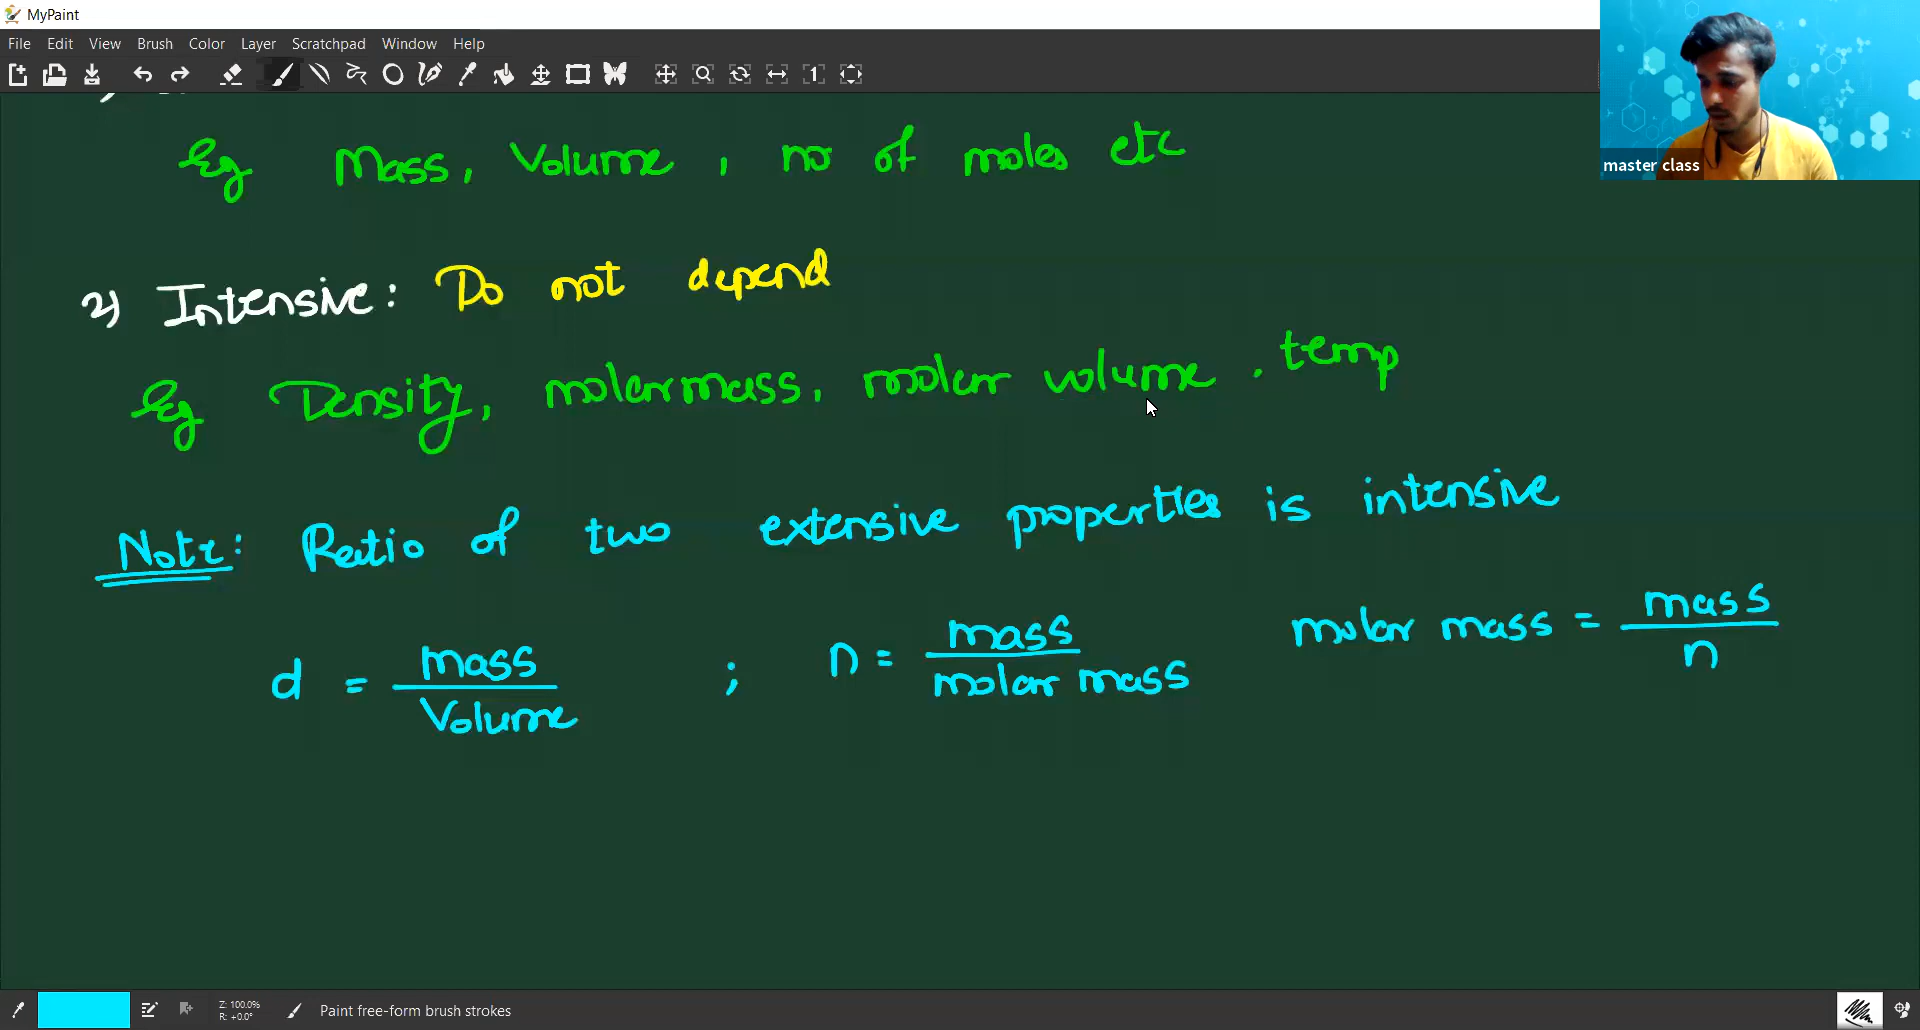 MyPaint
File Edit View Brush Color Layer Scratchpad Window Help
master class
Eg Mass, Volume, no of moles etc
2) Intensive: Do not depend
Eg Density, molar mass, molar volume. temp
Note: Ratio of two extensive properties is intensive
d = mass / Volume ; n = mass / molar mass molar mass = mass / n
Z: 100.0%
R: +0.0°
Paint free-form brush strokes